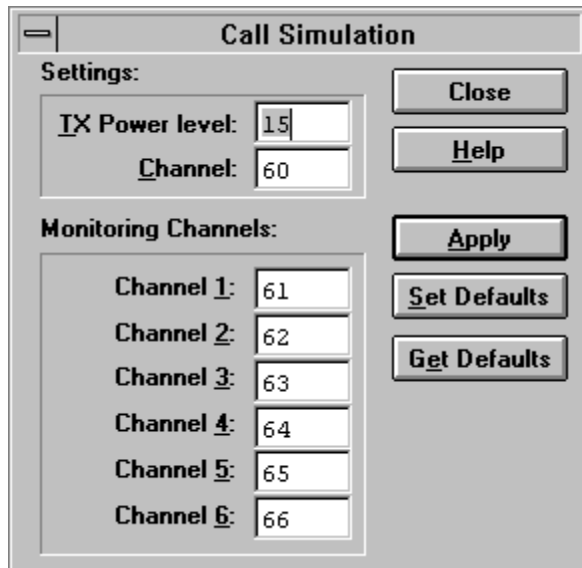 Call Simulation
Settings:
TX Power level: 15
Channel: 60
Close
Help
Monitoring Channels:
Channel 1: 61
Channel 2: 62
Channel 3: 63
Channel 4: 64
Channel 5: 65
Channel 6: 66
Apply
Set Defaults
Get Defaults